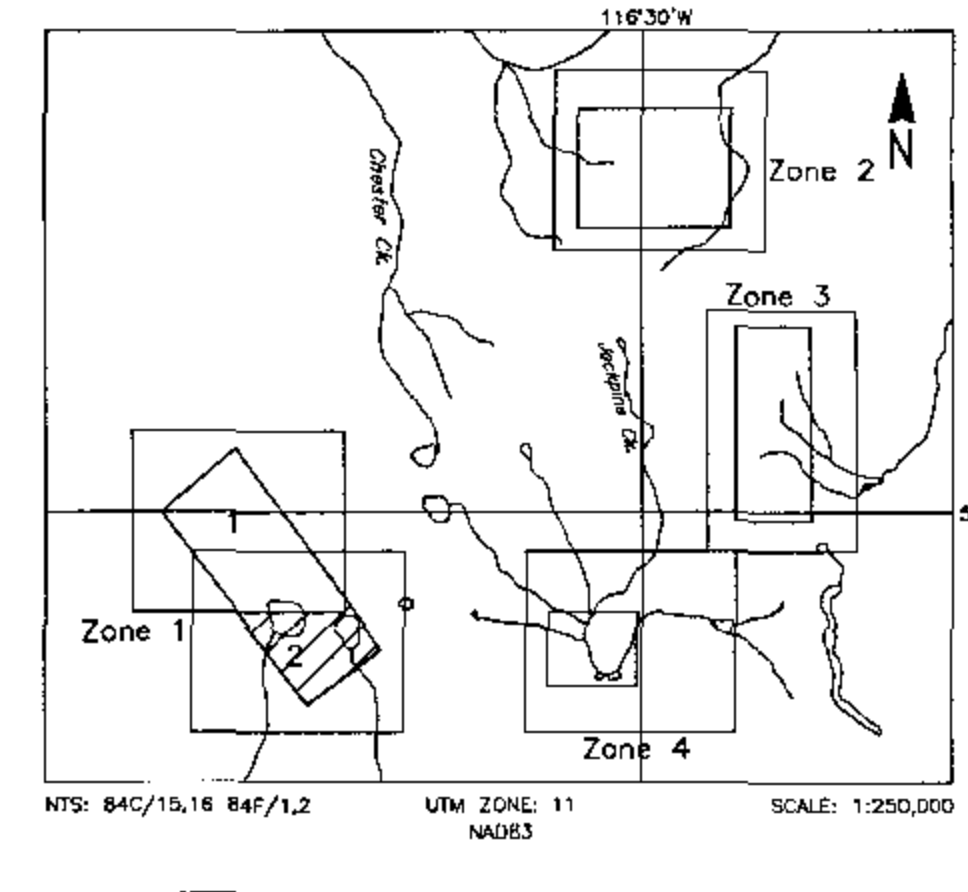 116°30'W
N
Chester Ck.
Zone 2
Zone 3
Jackpine Ck.
1
Zone 1
2
Zone 4
NTS: 84C/15,16 84F/1,2 UTM ZONE: 11 SCALE: 1:250,000
NAD83